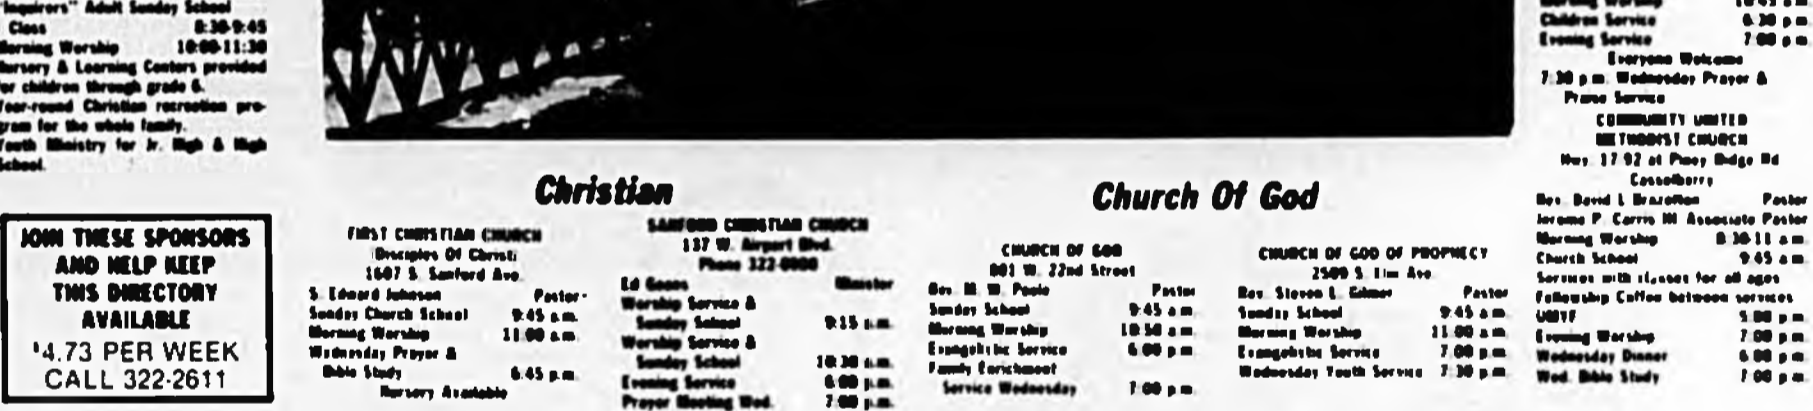 "Inquirors" Adult Sunday School
Class 8:30-9:45
Morning Worship 10:00-11:30
Nursery & Learning Centers provided
for children through grade 6.
Year-round Christian recreation pro-
gram for the whole family.
Youth Ministry for Jr. High & High
School.
JOIN THESE SPONSORS
AND HELP KEEP
THIS DIRECTORY
AVAILABLE
$4.73 PER WEEK
CALL 322-2611
Christian
FIRST CHRISTIAN CHURCH
Disciples Of Christ
1607 S. Sanford Ave.
S. Edward Johnson Pastor
Sunday Church School 9:45 a.m.
Morning Worship 11:00 a.m.
Wednesday Prayer &
Bible Study 6:45 p.m.
Nursery Available
SANFORD CHRISTIAN CHURCH
137 W. Airport Blvd.
Phone
Ed Minister
Worship Service &
Sunday School 9:15 a.m.
Worship Service &
Sunday School 10:30 a.m.
Evening Service 6:00 p.m.
Prayer Meeting Wed. 7:00 p.m.
Church Of God
CHURCH OF GOD
801 W. 22nd Street
Rev. Poole Pastor
Sunday School 9:45 a.m.
Morning Worship 10:50 a.m.
Evangelistic Service 6:00 p.m.
Family Enrichment
Service Wednesday 7:00 p.m.
CHURCH OF GOD OF PROPHECY
2509 S. Elm Ave.
Rev. Steven L. Pastor
Sunday School 9:45 a.m.
Morning Worship 11:00 a.m.
Evangelistic Service 7:00 p.m.
Wednesday Youth Service 7:30 p.m.
Morning Worship 10:45 a.m.
Children Service 6:30 p.m.
Evening Service 7:00 p.m.
Everyone Welcome
7:30 p.m. Wednesday Prayer &
Praise Service
COMMUNITY UNITED
METHODIST CHURCH
Hwy. 17 92 at Piney Ridge Rd
Casselberry
Rev. David L Pastor
Jerome P. Associate Pastor
Morning Worship 8:30-11 a.m.
Church School 9:45 a.m.
Services with classes for all ages
Fellowship Coffee between services
UMYF 5:00 p.m.
Evening Worship 7:00 p.m.
Wednesday Dinner 6:00 p.m.
Wed. Bible Study 7:00 p.m.